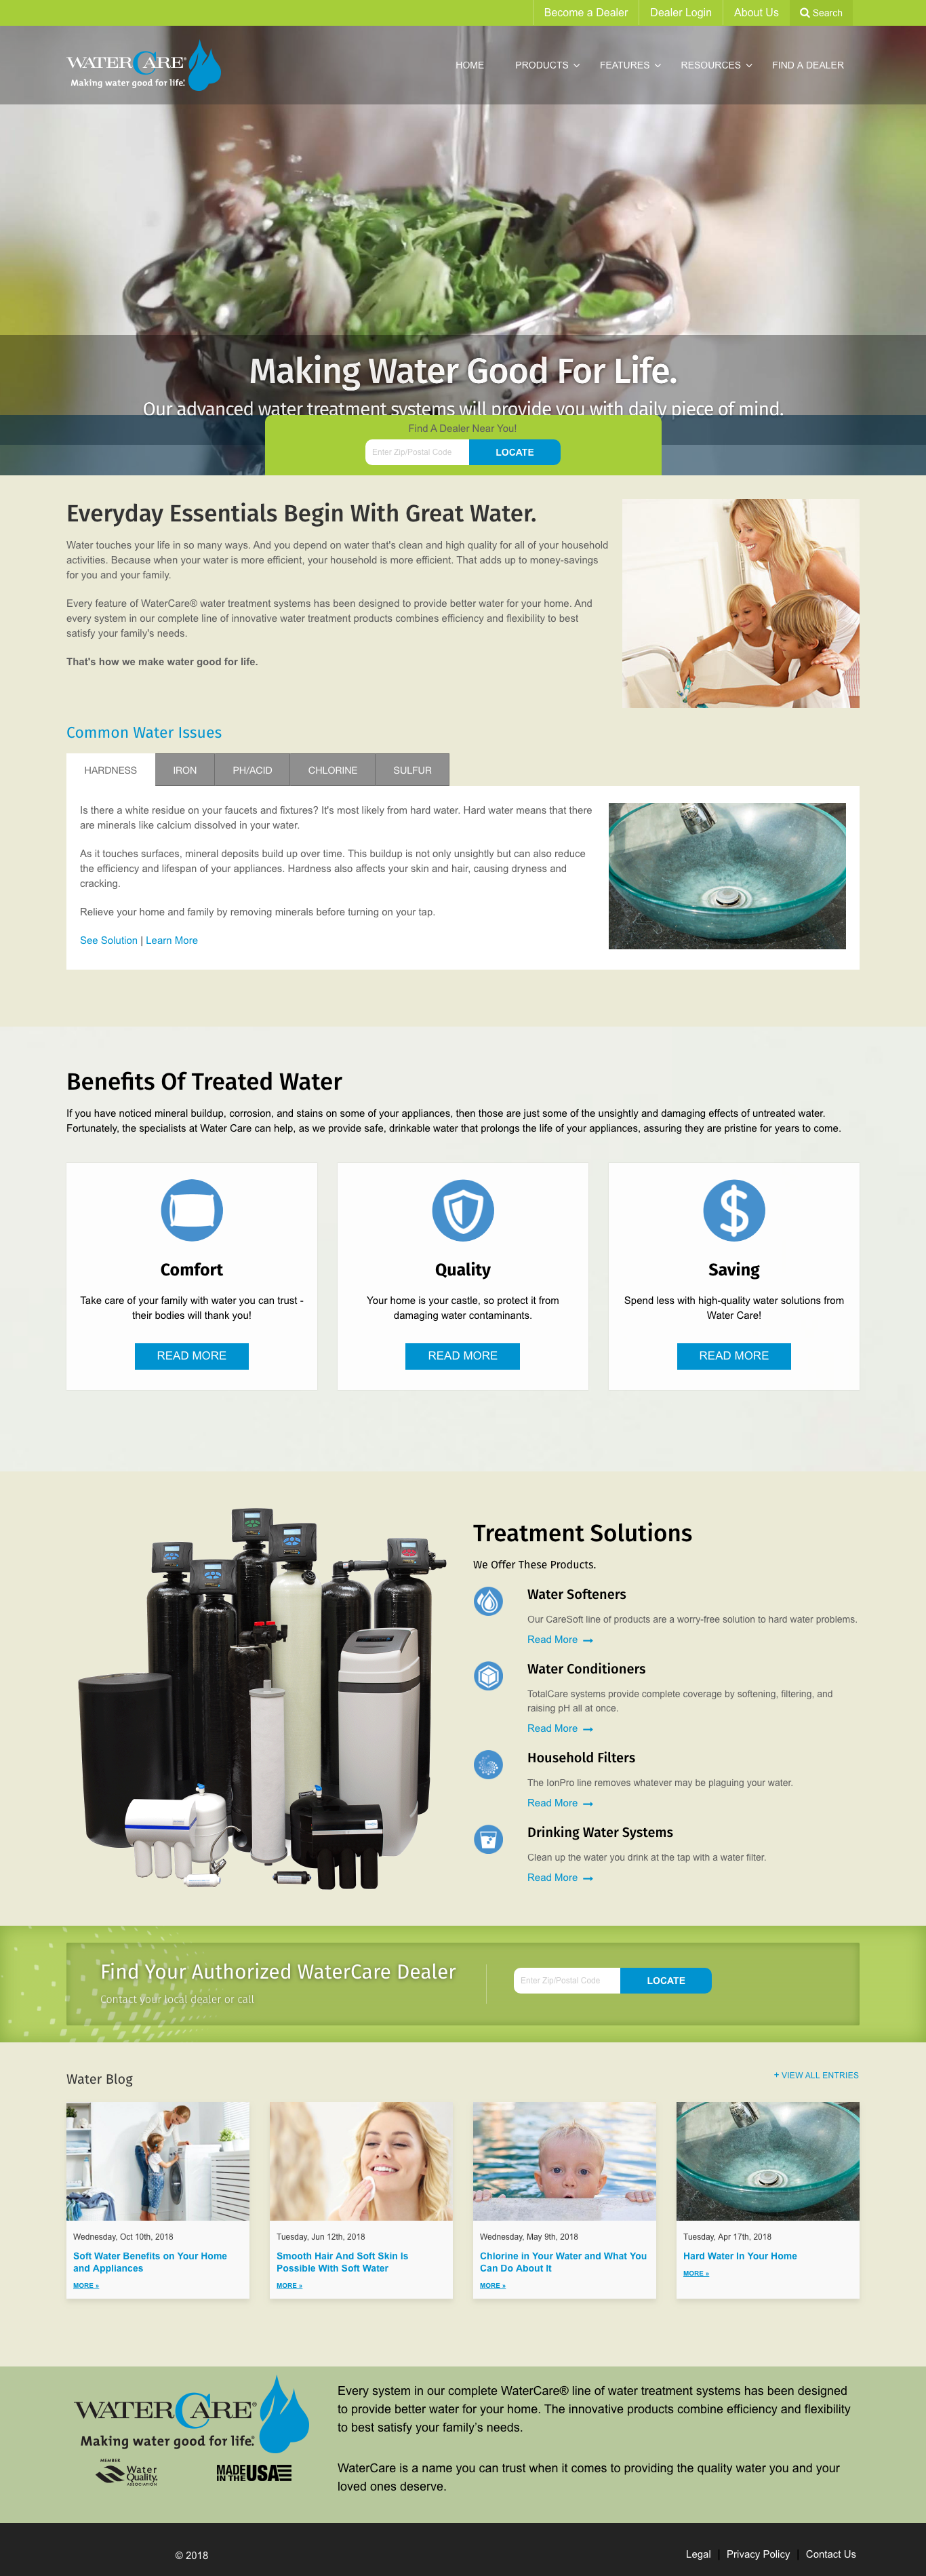 Become a Dealer
Dealer Login
About Us
Search
WATERCARE®
Making water good for life.
HOME
PRODUCTS
FEATURES
RESOURCES
FIND A DEALER
Making Water Good For Life.
Our advanced water treatment systems will provide you with daily piece of mind.
Find A Dealer Near You!
Enter Zip/Postal Code
LOCATE
Everyday Essentials Begin With Great Water.
Water touches your life in so many ways. And you depend on water that's clean and high quality for all of your household
activities. Because when your water is more efficient, your household is more efficient. That adds up to money-savings
for you and your family.
Every feature of WaterCare® water treatment systems has been designed to provide better water for your home. And
every system in our complete line of innovative water treatment products combines efficiency and flexibility to best
satisfy your family's needs.
That's how we make water good for life.
Common Water Issues
HARDNESS
IRON
PH/ACID
CHLORINE
SULFUR
Is there a white residue on your faucets and fixtures? It's most likely from hard water. Hard water means that there
are minerals like calcium dissolved in your water.
As it touches surfaces, mineral deposits build up over time. This buildup is not only unsightly but can also reduce
the efficiency and lifespan of your appliances. Hardness also affects your skin and hair, causing dryness and
cracking.
Relieve your home and family by removing minerals before turning on your tap.
See Solution | Learn More
Benefits Of Treated Water
If you have noticed mineral buildup, corrosion, and stains on some of your appliances, then those are just some of the unsightly and damaging effects of untreated water.
Fortunately, the specialists at Water Care can help, as we provide safe, drinkable water that prolongs the life of your appliances, assuring they are pristine for years to come.
Comfort
Take care of your family with water you can trust -
their bodies will thank you!
READ MORE
Quality
Your home is your castle, so protect it from
damaging water contaminants.
READ MORE
Saving
Spend less with high-quality water solutions from
Water Care!
READ MORE
Treatment Solutions
We Offer These Products.
Water Softeners
Our CareSoft line of products are a worry-free solution to hard water problems.
Read More
Water Conditioners
TotalCare systems provide complete coverage by softening, filtering, and
raising pH all at once.
Read More
Household Filters
The IonPro line removes whatever may be plaguing your water.
Read More
Drinking Water Systems
Clean up the water you drink at the tap with a water filter.
Read More
Find Your Authorized WaterCare Dealer
Contact your local dealer or call
Enter Zip/Postal Code
LOCATE
Water Blog
+ VIEW ALL ENTRIES
Wednesday, Oct 10th, 2018
Soft Water Benefits on Your Home
and Appliances
MORE »
Tuesday, Jun 12th, 2018
Smooth Hair And Soft Skin Is
Possible With Soft Water
MORE »
Wednesday, May 9th, 2018
Chlorine in Your Water and What You
Can Do About It
MORE »
Tuesday, Apr 17th, 2018
Hard Water In Your Home
MORE »
WATERCARE®
Making water good for life.
MEMBER
Water
Quality
ASSOCIATION
MADE
IN THE
USA
Every system in our complete WaterCare® line of water treatment systems has been designed
to provide better water for your home. The innovative products combine efficiency and flexibility
to best satisfy your family's needs.
WaterCare is a name you can trust when it comes to providing the quality water you and your
loved ones deserve.
© 2018
Legal | Privacy Policy | Contact Us